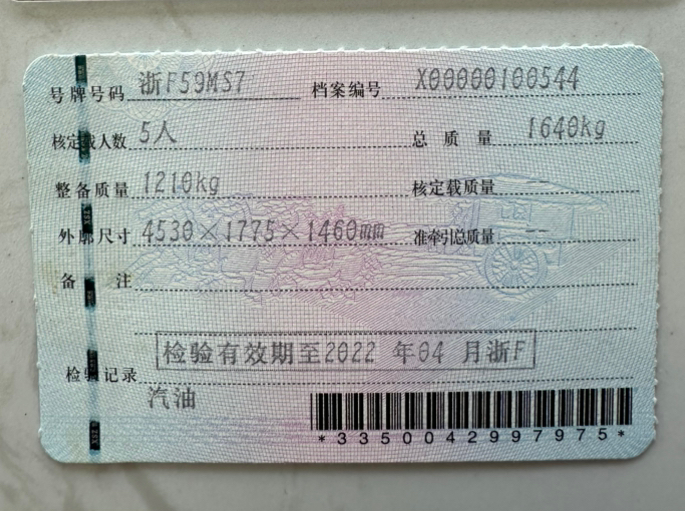 号牌号码 浙F59MS7 档案编号 X00000100544
核定载人数 5人 总质量 1640kg
整备质量 1210kg 核定载质量 --
外廓尺寸 4530×1775×1460mm 准牵引总质量 --
备注
检验有效期至2022 年04 月浙F
检验记录
汽油
*3350042997975*